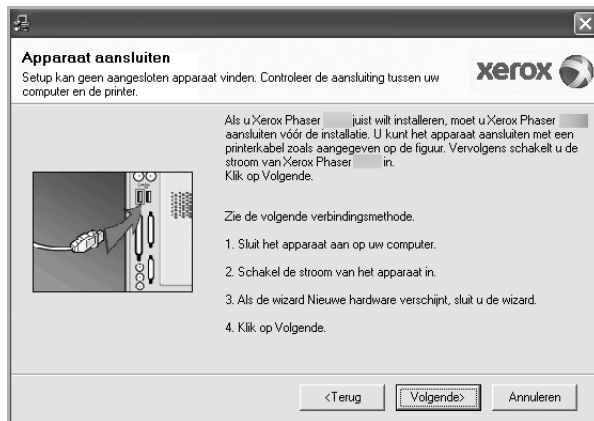 Apparaat aansluiten
Setup kan geen aangesloten apparaat vinden. Controleer de aansluiting tussen uw
computer en de printer.
xerox
Als u Xerox Phaser juist wilt installeren, moet u Xerox Phaser
aansluiten vóór de installatie. U kunt het apparaat aansluiten met een
printerkabel zoals aangegeven op de figuur. Vervolgens schakelt u de
stroom van Xerox Phaser in.
Klik op Volgende.
Zie de volgende verbindingsmethode.
1. Sluit het apparaat aan op uw computer.
2. Schakel de stroom van het apparaat in.
3. Als de wizard Nieuwe hardware verschijnt, sluit u de wizard.
4. Klik op Volgende.
<Terug
Volgende>
Annuleren